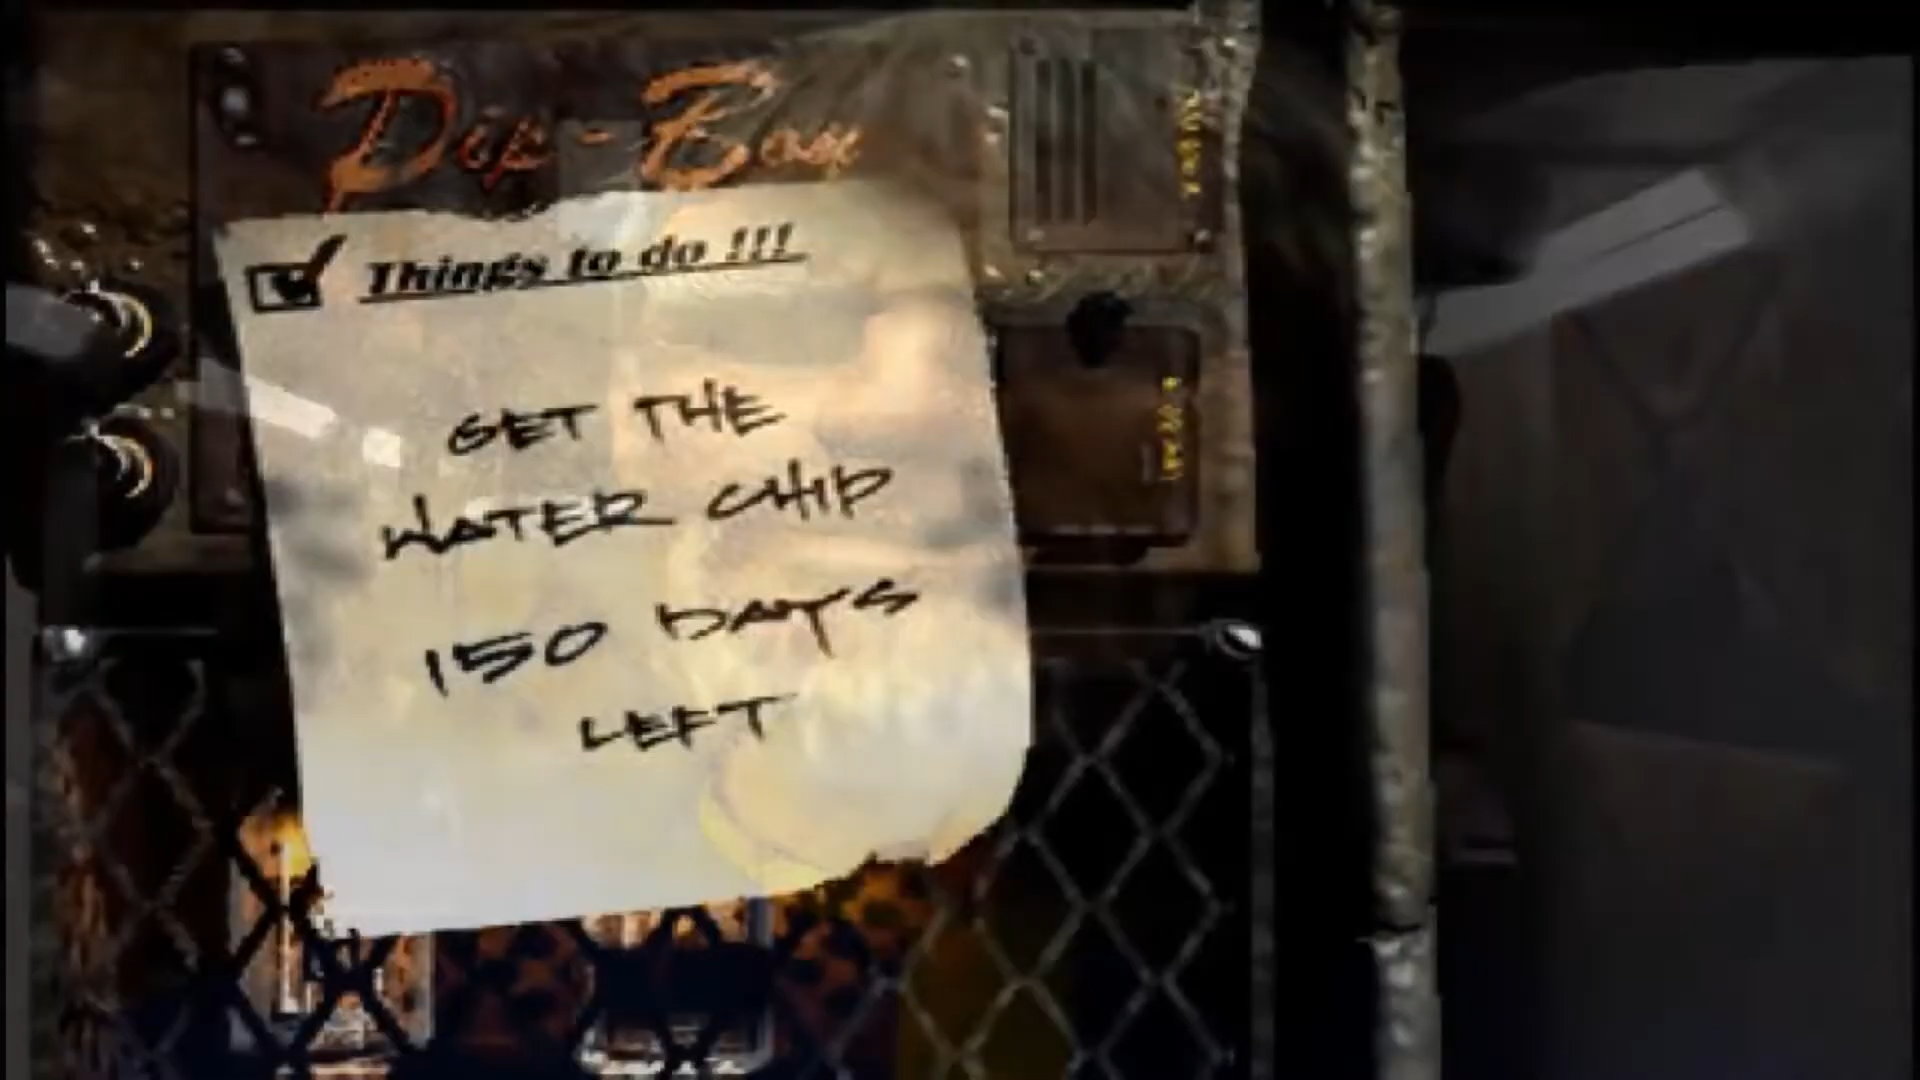 Pip-Boy
Things to do !!!
GET THE
WATER CHIP
150 DAYS
LEFT